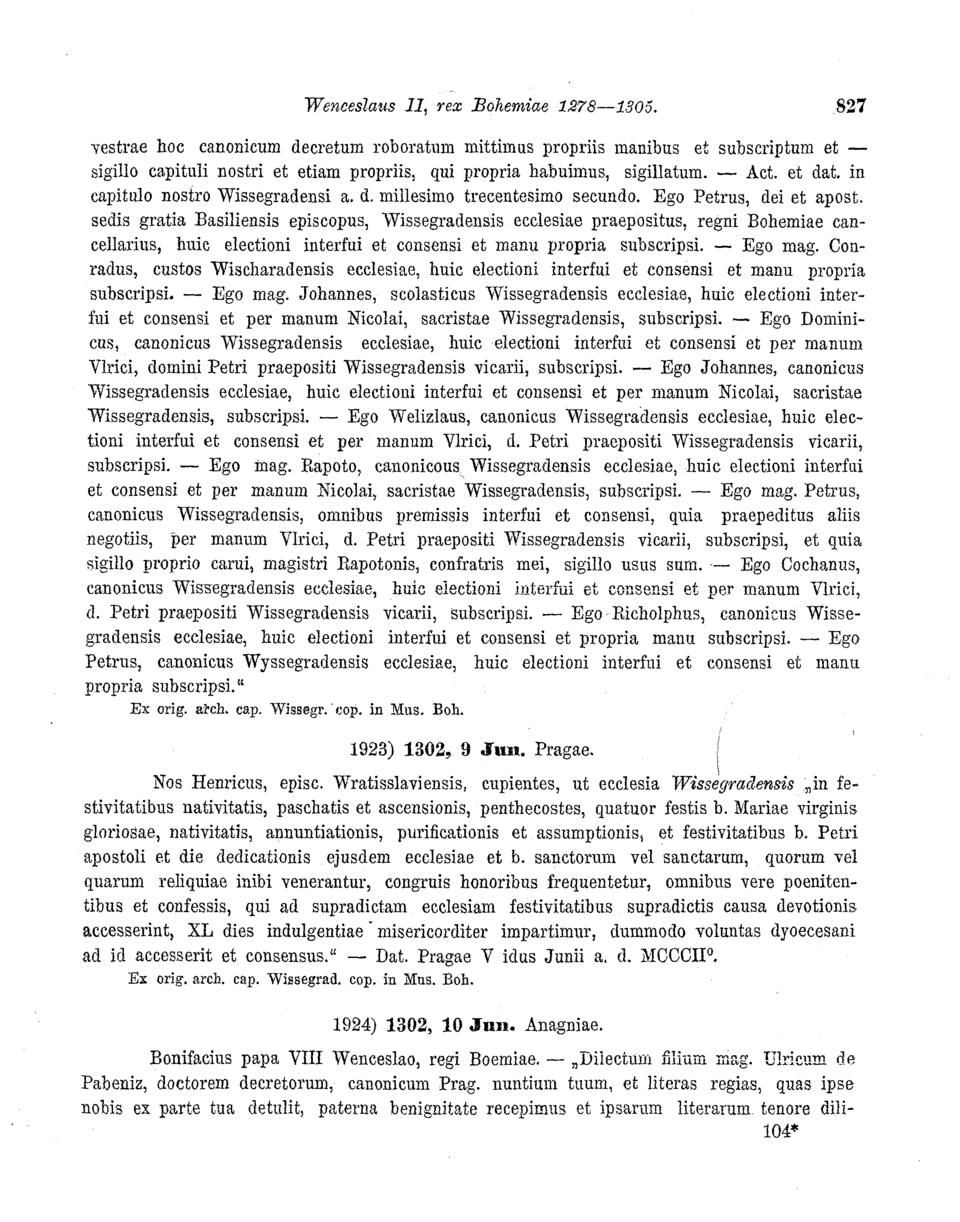 Wenceslaus II, rex Bohemiae 1278—1305. 827
vestrae hoc canonicum decretum roboratum mittimus propriis manibus et subscriptum et —
sigillo capituli nostri et etiam propriis, qui propria habuimus, sigillatum. — Act. et dat. in
capitulo nostro Wissegradensi a. d. millesimo trecentesimo secundo. Ego Petrus, dei et apost.
sedis gratia Basiliensis episcopus, Wissegradensis ecclesiae praepositus, regni Bohemiae can-
cellarius, huic electioni interfui et consensi et manu propria subscripsi. — Ego mag. Con-
radus, custos Wischaradensis ecclesiae, huic electioni interfui et consensi et manu propria
subscripsi. — Ego mag. Johannes, scolasticus Wissegradensis ecclesiae, huic electioni inter-
fui et consensi et per manum Nicolai, sacristae Wissegradensis, subscripsi. — Ego Domini-
cus, canonicus Wissegradensis ecclesiae, huic electioni interfui et consensi et per manum
Vlrici, domini Petri praepositi Wissegradensis vicarii, subscripsi. — Ego Johannes, canonicus
Wissegradensis ecclesiae, huic electioni interfui et consensi et per manum Nicolai, sacristae
Wissegradensis, subscripsi. — Ego Welizlaus, canonicus Wissegradensis ecclesiae, huic elec-
tioni interfui et consensi et per manum Vlrici, d. Petri praepositi Wissegradensis vicarii,
subscripsi. — Ego mag. Rapoto, canonicous Wissegradensis ecclesiae, huic electioni interfui
et consensi et per manum Nicolai, sacristae Wissegradensis, subscripsi. — Ego mag. Petrus,
canonicus Wissegradensis, omnibus premissis interfui et consensi, quia praepeditus aliis
negotiis, per manum Vlrici, d. Petri praepositi Wissegradensis vicarii, subscripsi, et quia
sigillo proprio carui, magistri Rapotonis, confratris mei, sigillo usus sum. — Ego Cochanus,
canonicus Wissegradensis ecclesiae, huic electioni interfui et consensi et per manum Vlrici,
d. Petri praepositi Wissegradensis vicarii, subscripsi. — Ego Richolphus, canonicus Wisse-
gradensis ecclesiae, huic electioni interfui et consensi et propria manu subscripsi. — Ego
Petrus, canonicus Wyssegradensis ecclesiae, huic electioni interfui et consensi et manu
propria subscripsi.“
Ex orig. arch. cap. Wissegr. cop. in Mus. Boh.
1923) 1302, 9 Jun. Pragae.
Nos Henricus, episc. Wratisslaviensis, cupientes, ut ecclesia Wissegradensis „in fe-
stivitatibus nativitatis, paschatis et ascensionis, penthecostes, quatuor festis b. Mariae virginis
gloriosae, nativitatis, annuntiationis, purificationis et assumptionis, et festivitatibus b. Petri
apostoli et die dedicationis ejusdem ecclesiae et b. sanctorum vel sanctarum, quorum vel
quarum reliquiae inibi venerantur, congruis honoribus frequentetur, omnibus vere poeniten-
tibus et confessis, qui ad supradictam ecclesiam festivitatibus supradictis causa devotionis
accesserint, XL dies indulgentiae misericorditer impartimur, dummodo voluntas dyoecesani
ad id accesserit et consensus.“ — Dat. Pragae V idus Junii a. d. MCCCII⁰.
Ex orig. arch. cap. Wissegrad. cop. in Mus. Boh.
1924) 1302, 10 Jun. Anagniae.
Bonifacius papa VIII Wenceslao, regi Boemiae. — „Dilectum filium mag. Ulricum de
Pabeniz, doctorem decretorum, canonicum Prag. nuntium tuum, et literas regias, quas ipse
nobis ex parte tua detulit, paterna benignitate recepimus et ipsarum literarum tenore dili-
104*